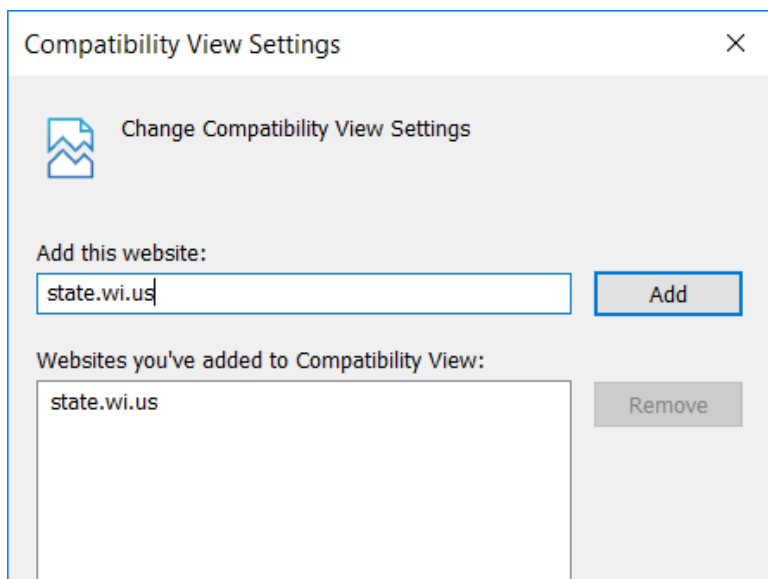 Compatibility View Settings
Change Compatibility View Settings
Add this website:
state.wi.us
Add
Websites you've added to Compatibility View:
state.wi.us
Remove